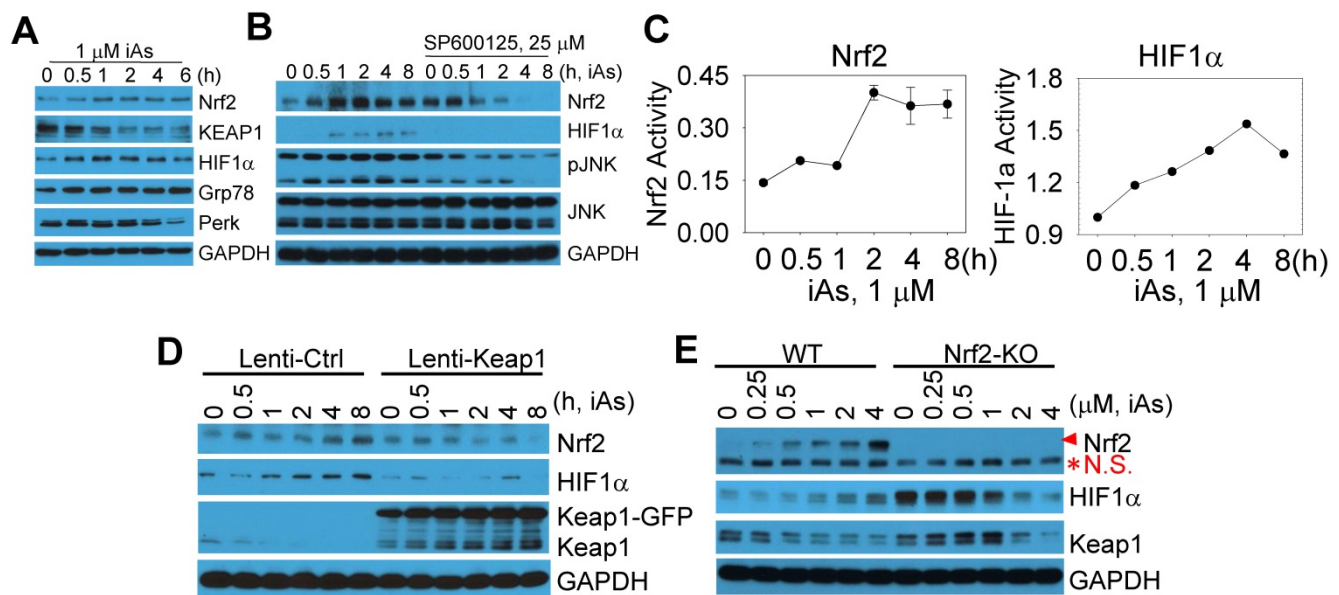 A
1 μM iAs
0 0.5 1 2 4 6 (h)
Nrf2
KEAP1
HIF1α
Grp78
Perk
GAPDH
B
SP600125, 25 μM
0 0.5 1 2 4 8 0 0.5 1 2 4 8 (h, iAs)
Nrf2
HIF1α
pJNK
JNK
GAPDH
C
Nrf2
Nrf2 Activity
0.45
0.30
0.15
0.00
0 0.5 1 2 4 8(h)
iAs, 1 μM
HIF1α
HIF-1a Activity
1.8
1.5
1.2
0.9
0 0.5 1 2 4 8(h)
iAs, 1 μM
D
Lenti-Ctrl Lenti-Keap1
0 0.5 1 2 4 8 0 0.5 1 2 4 8 (h, iAs)
Nrf2
HIF1α
Keap1-GFP
Keap1
GAPDH
E
WT Nrf2-KO
0 0.25 0.5 1 2 4 0 0.25 0.5 1 2 4 (μM, iAs)
Nrf2
*N.S.
HIF1α
Keap1
GAPDH